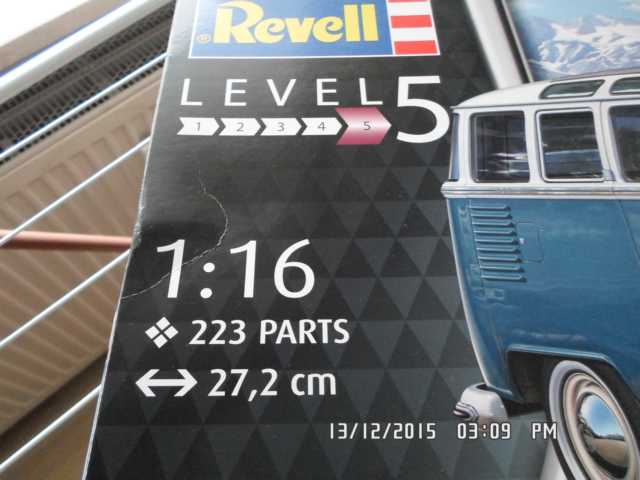 Revell
LEVEL 5
1 2 3 4 5
1:16
223 PARTS
27,2 cm
13/12/2015 03:09 PM